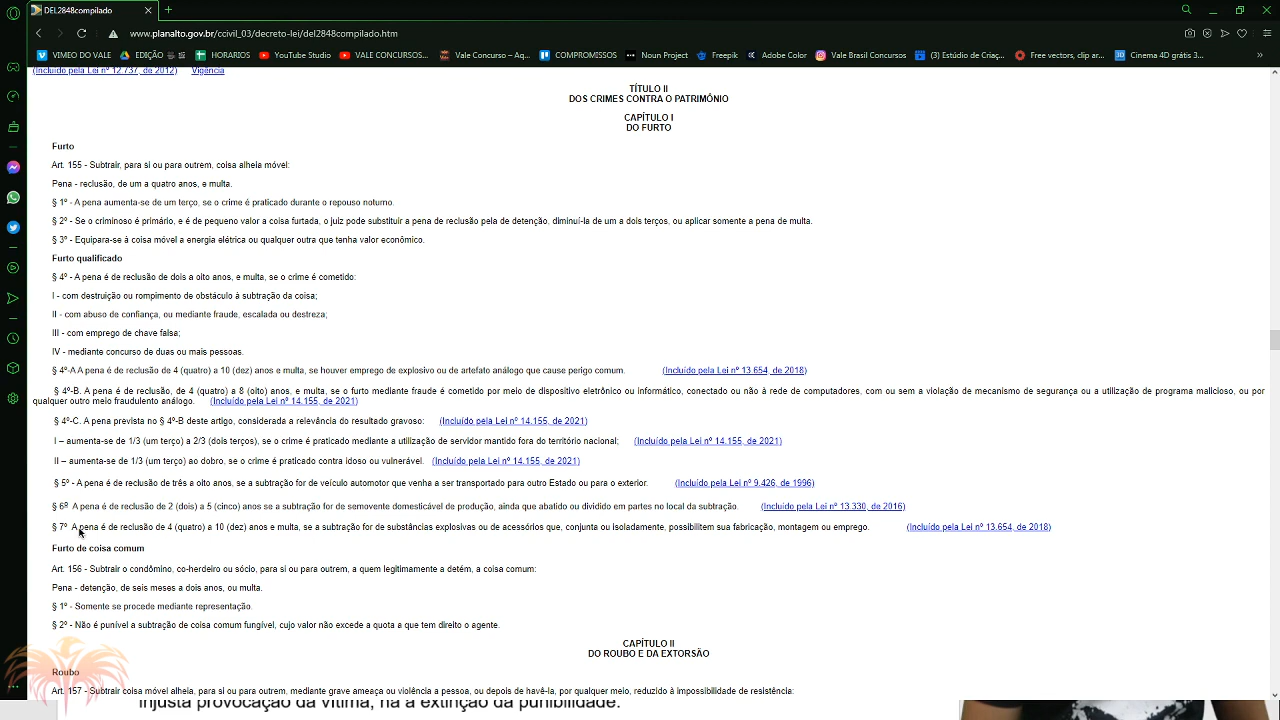 DEL2848compilado.htm
www.planalto.gov.br/ccivil_03/decreto-lei/del2848compilado.htm
VIMEO DO VALE EDIÇÃO HORARIOS YouTube Studio VALE CONCURSOS... Vale Concurso – Aq... COMPROMISSOS Noun Project Freepik Adobe Color Vale Brasil Concursos (3) Estúdio de Criaç... Free vectors, clip ar... Cinema 4D grátis 3...
(Incluído pela Lei nº 12.737, de 2012) Vigência
TÍTULO II
DOS CRIMES CONTRA O PATRIMÔNIO
CAPÍTULO I
DO FURTO
Furto
Art. 155 - Subtrair, para si ou para outrem, coisa alheia móvel:
Pena - reclusão, de um a quatro anos, e multa.
§ 1º - A pena aumenta-se de um terço, se o crime é praticado durante o repouso noturno.
§ 2º - Se o criminoso é primário, e é de pequeno valor a coisa furtada, o juiz pode substituir a pena de reclusão pela de detenção, diminuí-la de um a dois terços, ou aplicar somente a pena de multa.
§ 3º - Equipara-se à coisa móvel a energia elétrica ou qualquer outra que tenha valor econômico.
Furto qualificado
§ 4º - A pena é de reclusão de dois a oito anos, e multa, se o crime é cometido:
I - com destruição ou rompimento de obstáculo à subtração da coisa;
II - com abuso de confiança, ou mediante fraude, escalada ou destreza;
III - com emprego de chave falsa;
IV - mediante concurso de duas ou mais pessoas.
§ 4º-A A pena é de reclusão de 4 (quatro) a 10 (dez) anos e multa, se houver emprego de explosivo ou de artefato análogo que cause perigo comum. (Incluído pela Lei nº 13.654, de 2018)
§ 4º-B. A pena é de reclusão, de 4 (quatro) a 8 (oito) anos, e multa, se o furto mediante fraude é cometido por meio de dispositivo eletrônico ou informático, conectado ou não à rede de computadores, com ou sem a violação de mecanismo de segurança ou a utilização de programa malicioso, ou por
qualquer outro meio fraudulento análogo. (Incluído pela Lei nº 14.155, de 2021)
§ 4º-C. A pena prevista no § 4º-B deste artigo, considerada a relevância do resultado gravoso: (Incluído pela Lei nº 14.155, de 2021)
I – aumenta-se de 1/3 (um terço) a 2/3 (dois terços), se o crime é praticado mediante a utilização de servidor mantido fora do território nacional; (Incluído pela Lei nº 14.155, de 2021)
II – aumenta-se de 1/3 (um terço) ao dobro, se o crime é praticado contra idoso ou vulnerável. (Incluído pela Lei nº 14.155, de 2021)
§ 5º - A pena é de reclusão de três a oito anos, se a subtração for de veículo automotor que venha a ser transportado para outro Estado ou para o exterior. (Incluído pela Lei nº 9.426, de 1996)
§ 6º A pena é de reclusão de 2 (dois) a 5 (cinco) anos se a subtração for de semovente domesticável de produção, ainda que abatido ou dividido em partes no local da subtração. (Incluído pela Lei nº 13.330, de 2016)
§ 7º A pena é de reclusão de 4 (quatro) a 10 (dez) anos e multa, se a subtração for de substâncias explosivas ou de acessórios que, conjunta ou isoladamente, possibilitem sua fabricação, montagem ou emprego. (Incluído pela Lei nº 13.654, de 2018)
Furto de coisa comum
Art. 156 - Subtrair o condômino, co-herdeiro ou sócio, para si ou para outrem, a quem legitimamente a detém, a coisa comum:
Pena - detenção, de seis meses a dois anos, ou multa.
§ 1º - Somente se procede mediante representação.
§ 2º - Não é punível a subtração de coisa comum fungível, cujo valor não excede a quota a que tem direito o agente.
CAPÍTULO II
DO ROUBO E DA EXTORSÃO
Roubo
Art. 157 - Subtrair coisa móvel alheia, para si ou para outrem, mediante grave ameaça ou violência a pessoa, ou depois de havê-la, por qualquer meio, reduzido à impossibilidade de resistência:
injusta provocação da vítima, há a extinção da punibilidade.